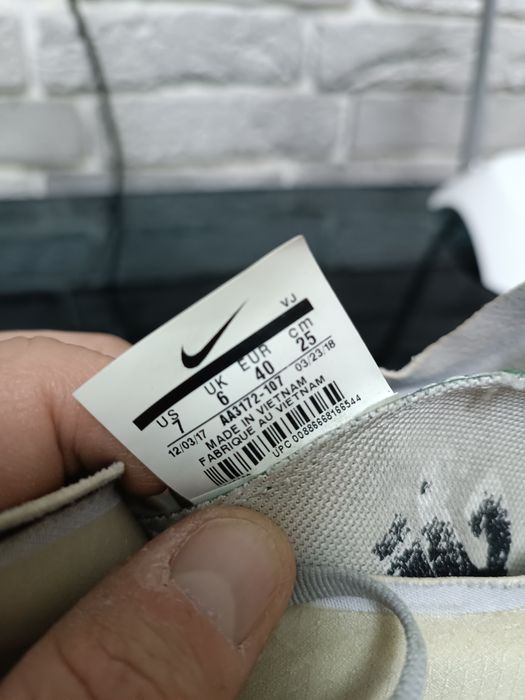 VJ
US UK EUR cm
7 6 40 25
12/03/17 AA3172-107 03/23/18
MADE IN VIETNAM
FABRIQUE AU VIETNAM
UPC 00886668166544